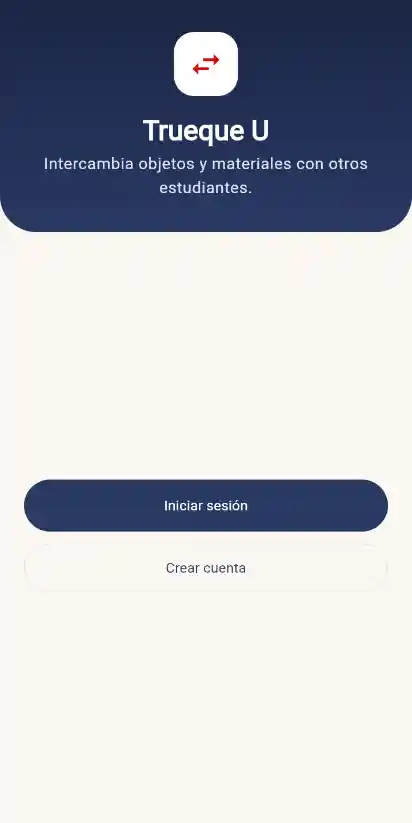 Trueque U
Intercambia objetos y materiales con otros
estudiantes.
Iniciar sesión
Crear cuenta